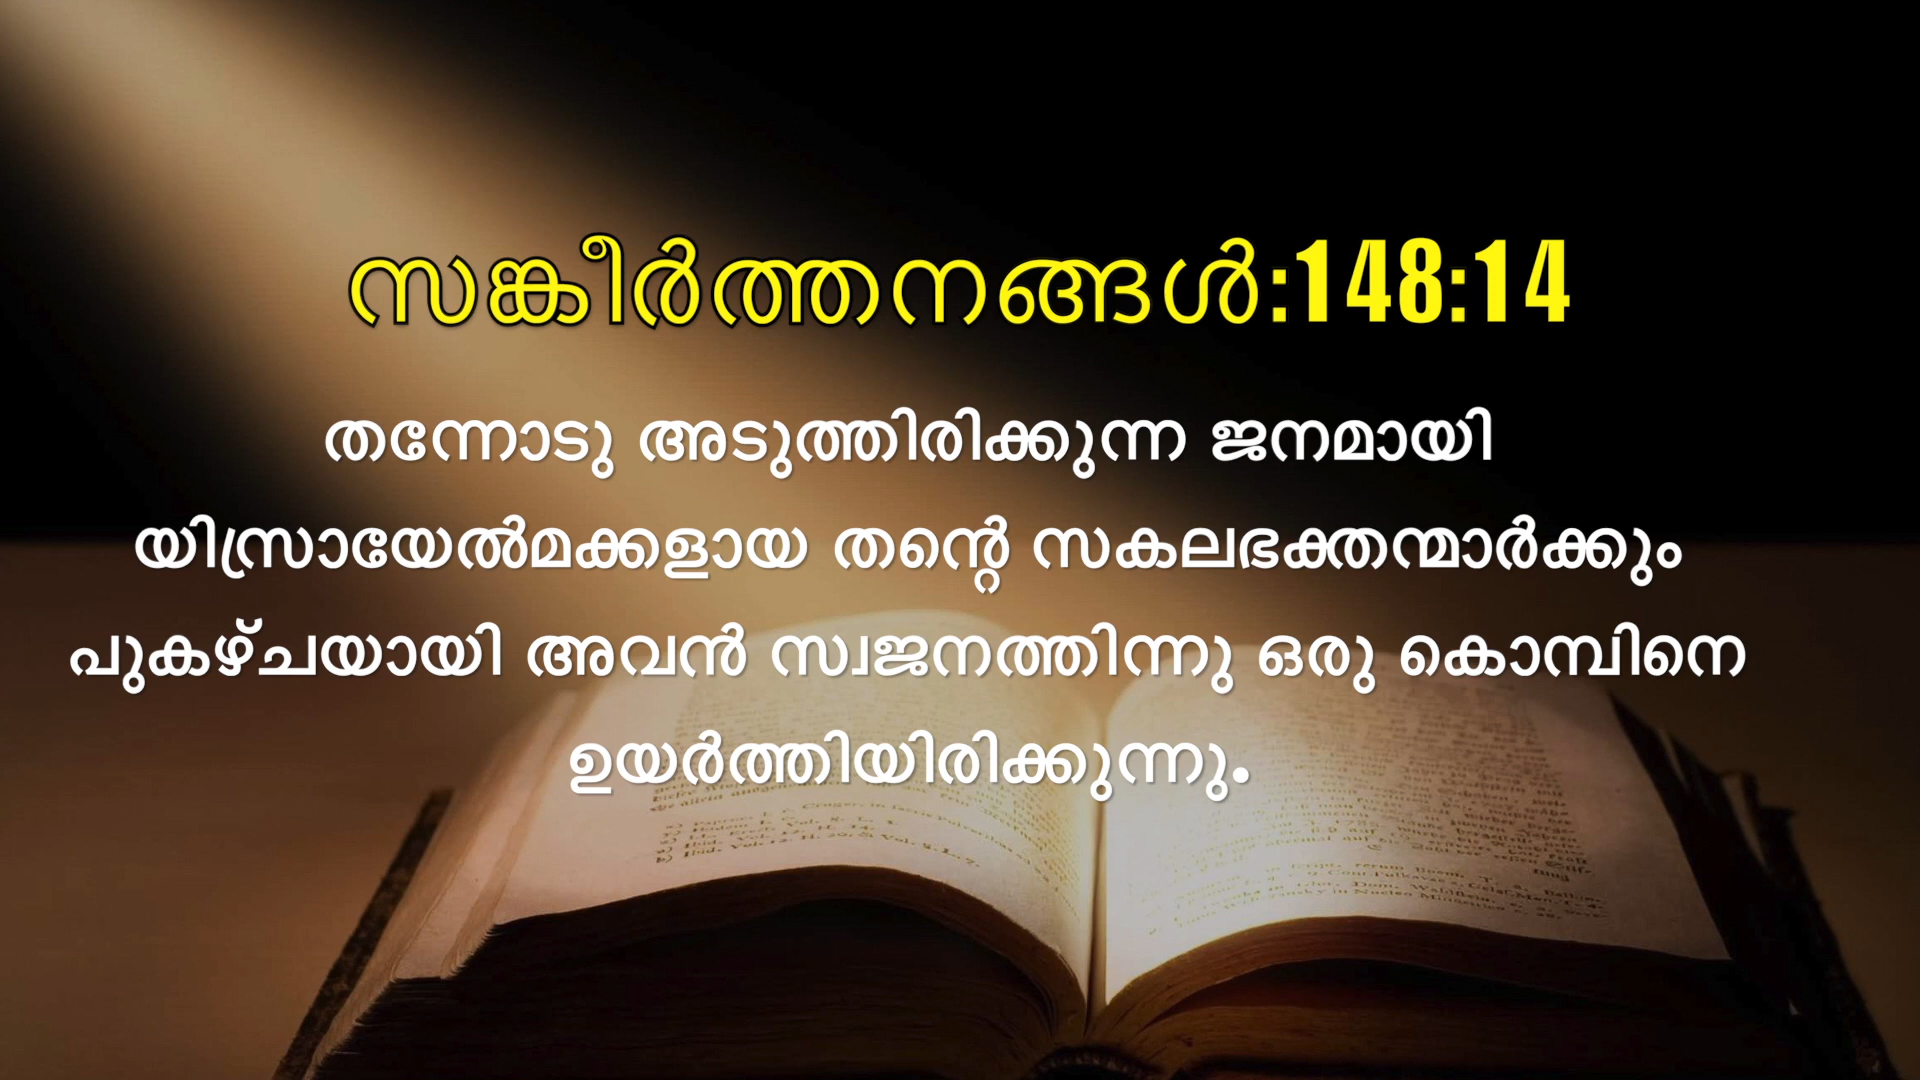 സങ്കീർത്തനങ്ങൾ:148:14
തന്നോടു അടുത്തിരിക്കുന്ന ജനമായി
യിസ്രായേൽമക്കളായ തന്റെ സകലഭക്തന്മാർക്കും
പുകഴ്ചയായി അവൻ സ്വജനത്തിന്നു ഒരു കൊമ്പിനെ
ഉയർത്തിയിരിക്കുന്നു.